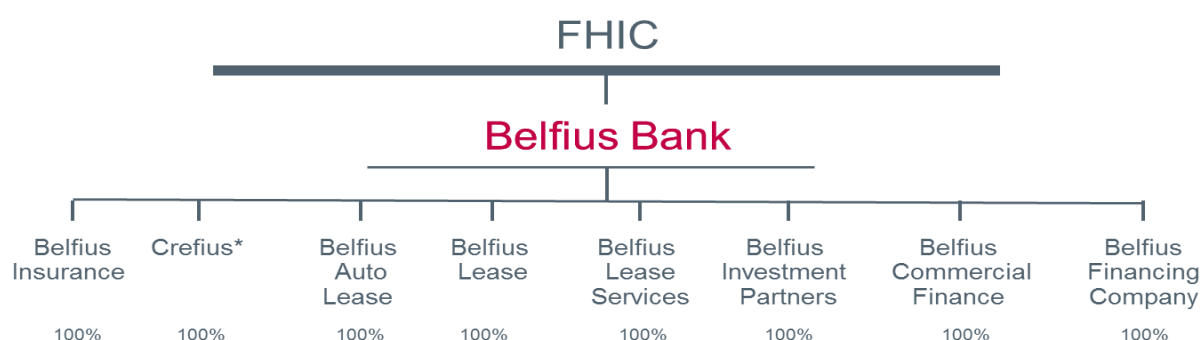 FHIC
Belfius Bank
Belfius
Insurance
Crefius*
Belfius
Auto
Lease
Belfius
Lease
Belfius
Lease
Services
Belfius
Investment
Partners
Belfius
Commercial
Finance
Belfius
Financing
Company
100%
100%
100%
100%
100%
100%
100%
100%